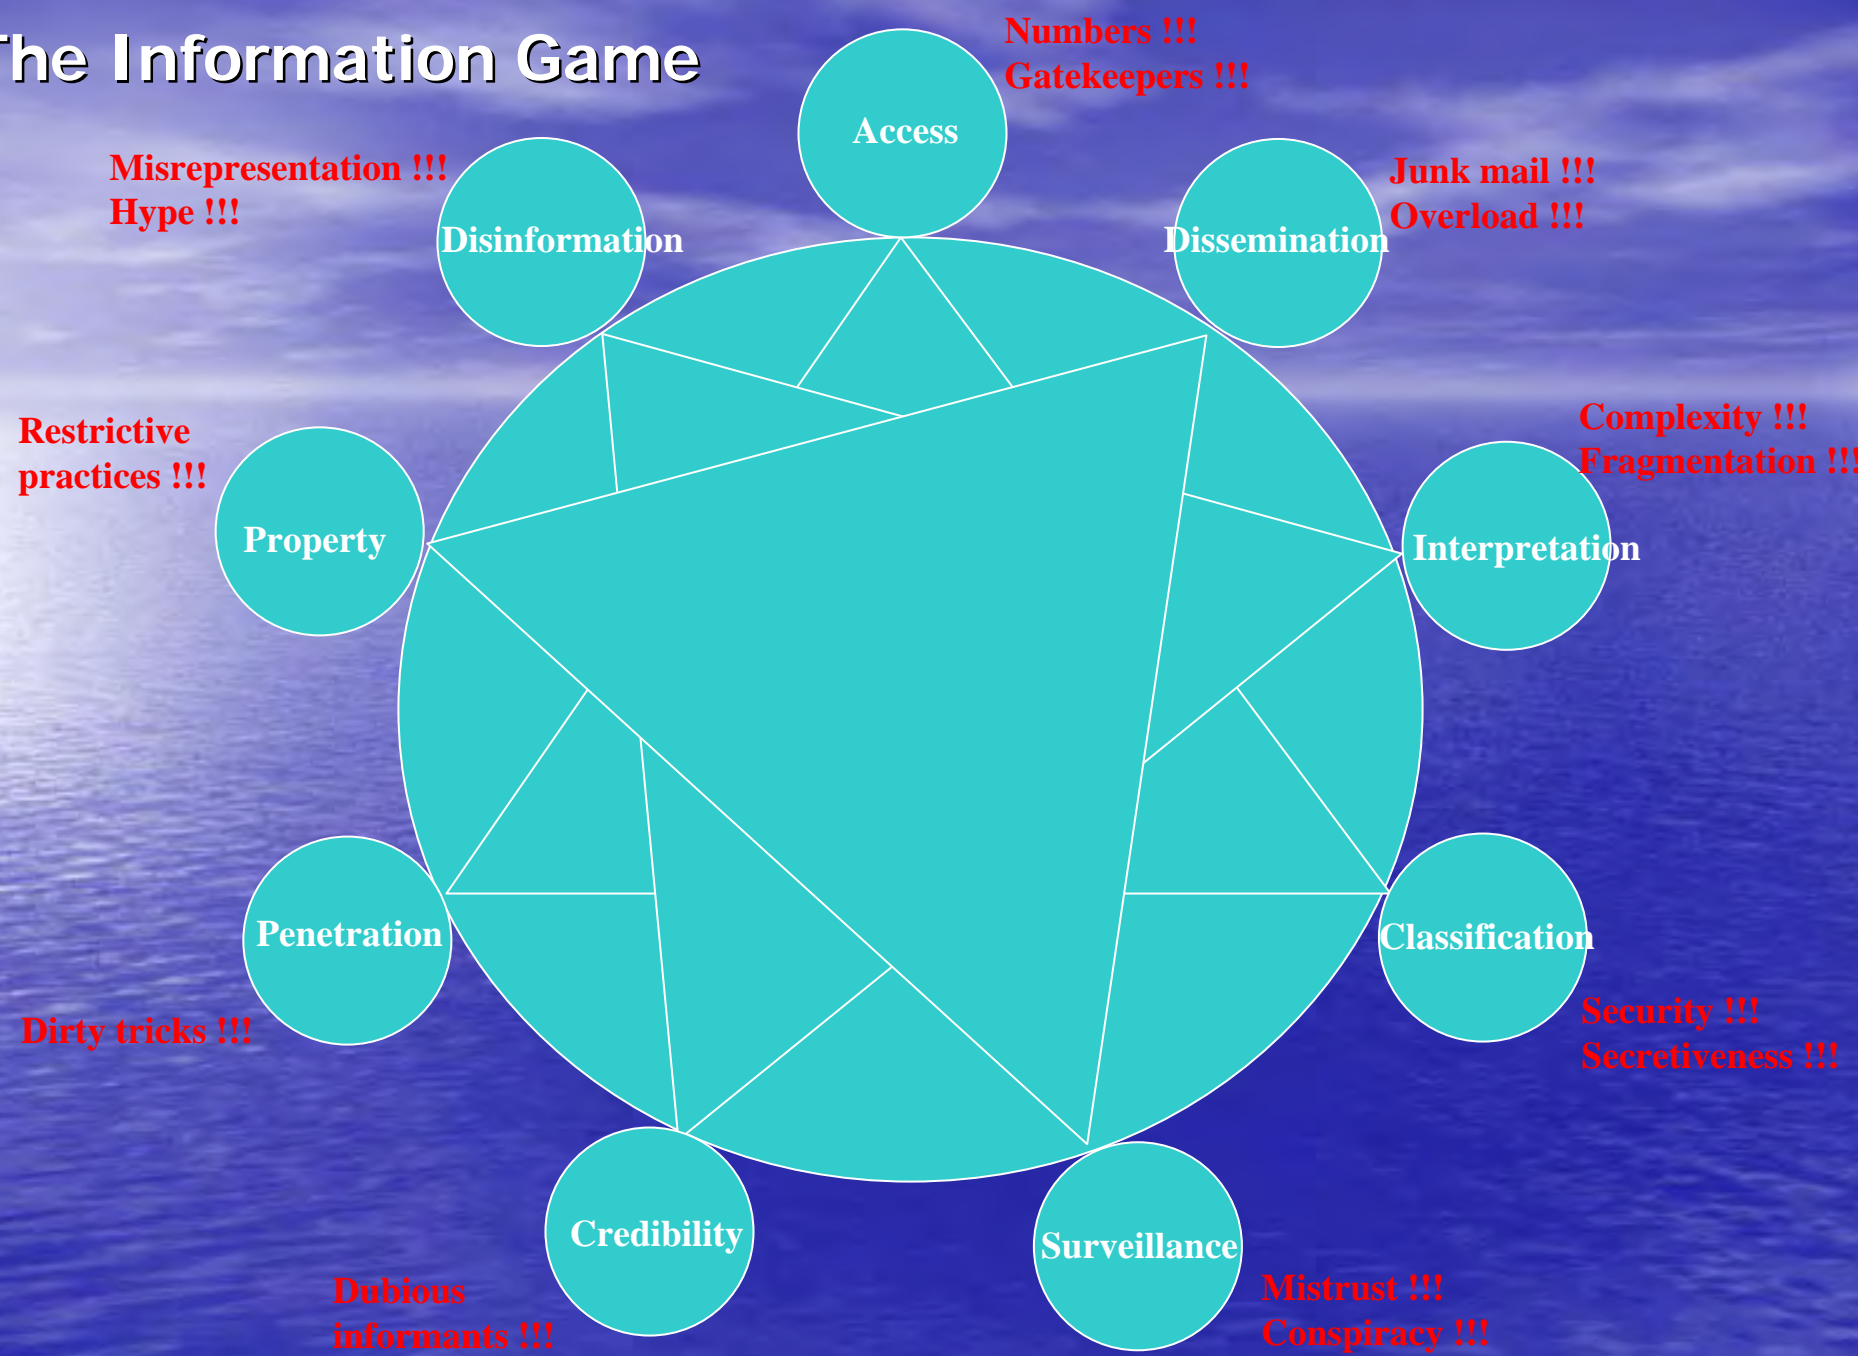 The Information Game
Numbers !!!
Gatekeepers !!!
Access
Misrepresentation !!!
Hype !!!
Disinformation
Dissemination
Junk mail !!!
Overload !!!
Restrictive
practices !!!
Property
Complexity !!!
Fragmentation !!!
Interpretation
Penetration
Dirty tricks !!!
Classification
Security !!!
Secretiveness !!!
Credibility
Dubious
informants !!!
Surveillance
Mistrust !!!
Conspiracy !!!